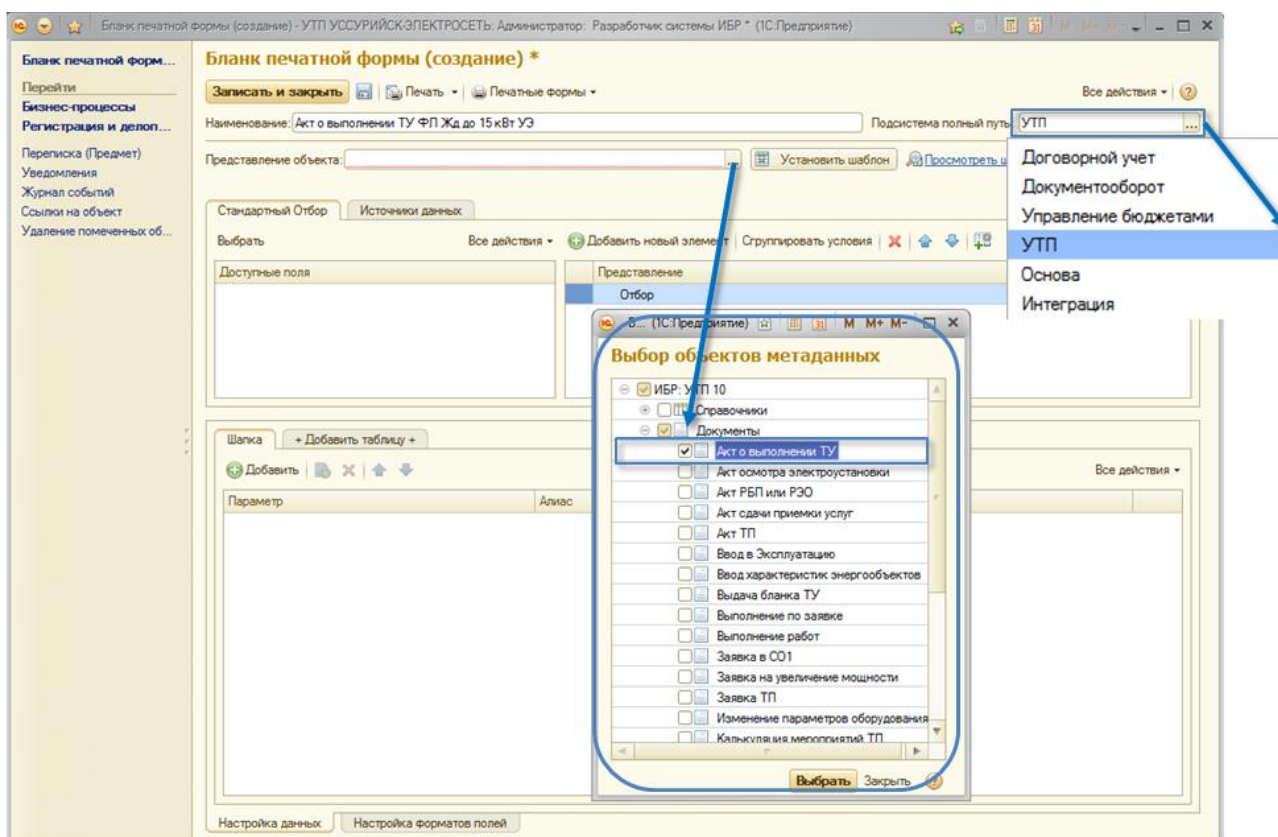 Бланк печатной формы (создание) - УТП УССУРИЙСК-ЭЛЕКТРОСЕТЬ: Администратор: Разработчик системы ИБР * (1С:Предприятие)
Бланк печатной форм...
Перейти
Бизнес-процессы
Регистрация и делоп...
Переписка (Предмет)
Уведомления
Журнал событий
Ссылки на объект
Удаление помеченных об...
Бланк печатной формы (создание) *
Записать и закрыть Печать Печатные формы Все действия
Наименование: Акт о выполнении ТУ ФЛ Жд до 15 кВт УЭ Подсистема полный путь: УТП ...
Представление объекта: ... Установить шаблон Просмотреть
Договорной учет
Документооборот
Управление бюджетами
УТП
Основа
Интеграция
Стандартный Отбор Источники данных
Выбрать Все действия Добавить новый элемент Сгруппировать условия
Доступные поля Представление
Отбор
В... (1С:Предприятие) M M+ M-
Выбор объектов метаданных
ИБР: УТП 10
Справочники
Документы
Акт о выполнении ТУ
Акт осмотра электроустановки
Акт РБП или РЭО
Акт сдачи приемки услуг
Акт ТП
Ввод в Эксплуатацию
Ввод характеристик энергообъектов
Выдача бланка ТУ
Выполнение по заявке
Выполнение работ
Заявка в СО1
Заявка на увеличение мощности
Заявка ТП
Изменение параметров оборудования
Калькуляция мероприятий ТП
Выбрать Закрыть
Шапка + Добавить таблицу +
Добавить Все действия
Параметр Алиас
Настройка данных Настройка форматов полей